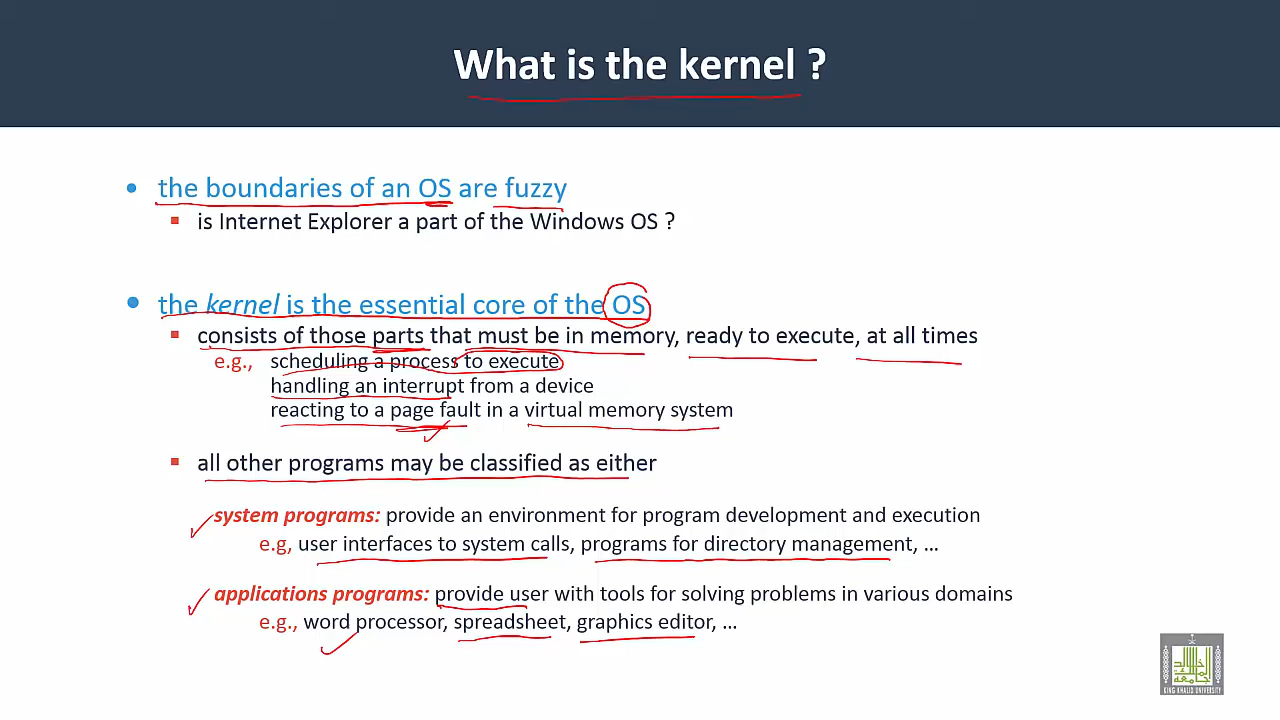 What is the kernel ?
• the boundaries of an OS are fuzzy
▪ is Internet Explorer a part of the Windows OS ?
• the kernel is the essential core of the OS
▪ consists of those parts that must be in memory, ready to execute, at all times
e.g., scheduling a process to execute
handling an interrupt from a device
reacting to a page fault in a virtual memory system
▪ all other programs may be classified as either
system programs: provide an environment for program development and execution
e.g, user interfaces to system calls, programs for directory management, …
applications programs: provide user with tools for solving problems in various domains
e.g., word processor, spreadsheet, graphics editor, …
KING KHALID UNIVERSITY